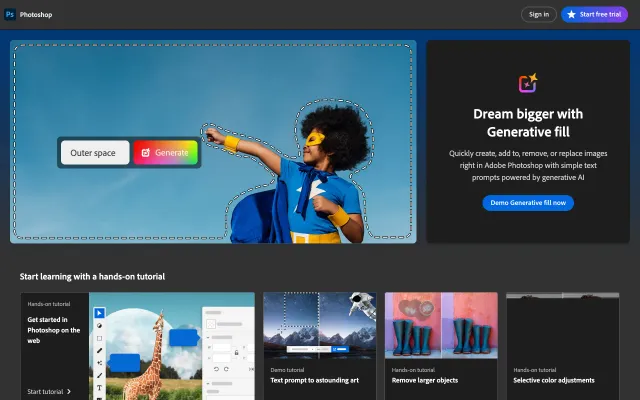 Ps Photoshop
Sign in
Start free trial
Outer space
Generate
Dream bigger with
Generative fill
Quickly create, add to, remove, or replace images
right in Adobe Photoshop with simple text
prompts powered by generative AI
Demo Generative fill now
Start learning with a hands-on tutorial
Hands-on tutorial
Get started in
Photoshop on the
web
Start tutorial
Demo tutorial
Text prompt to astounding art
Hands-on tutorial
Remove larger objects
Hands-on tutorial
Selective color adjustments